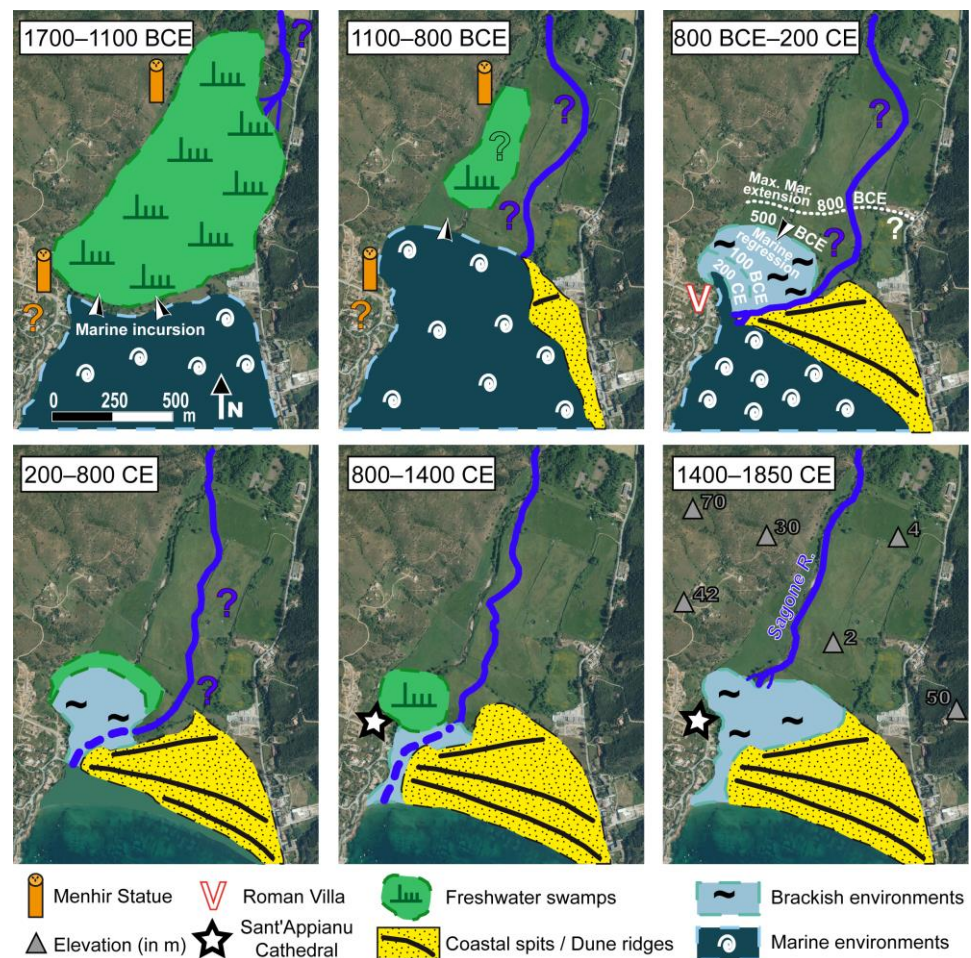 1700–1100 BCE
?
?
Marine incursion
0 250 500
m
N
1100–800 BCE
?
?
?
?
800 BCE–200 CE
?
Max. Mar.
extension 800 BCE
?
500 BCE
Marine
regression
?
100 BCE
200 CE
V
200–800 CE
?
?
800–1400 CE
1400–1850 CE
70
30
4
42
Sagone R.
2
50
Menhir Statue
V Roman Villa
Freshwater swamps
Brackish environments
Elevation (in m)
Sant'Appianu
Cathedral
Coastal spits / Dune ridges
Marine environments